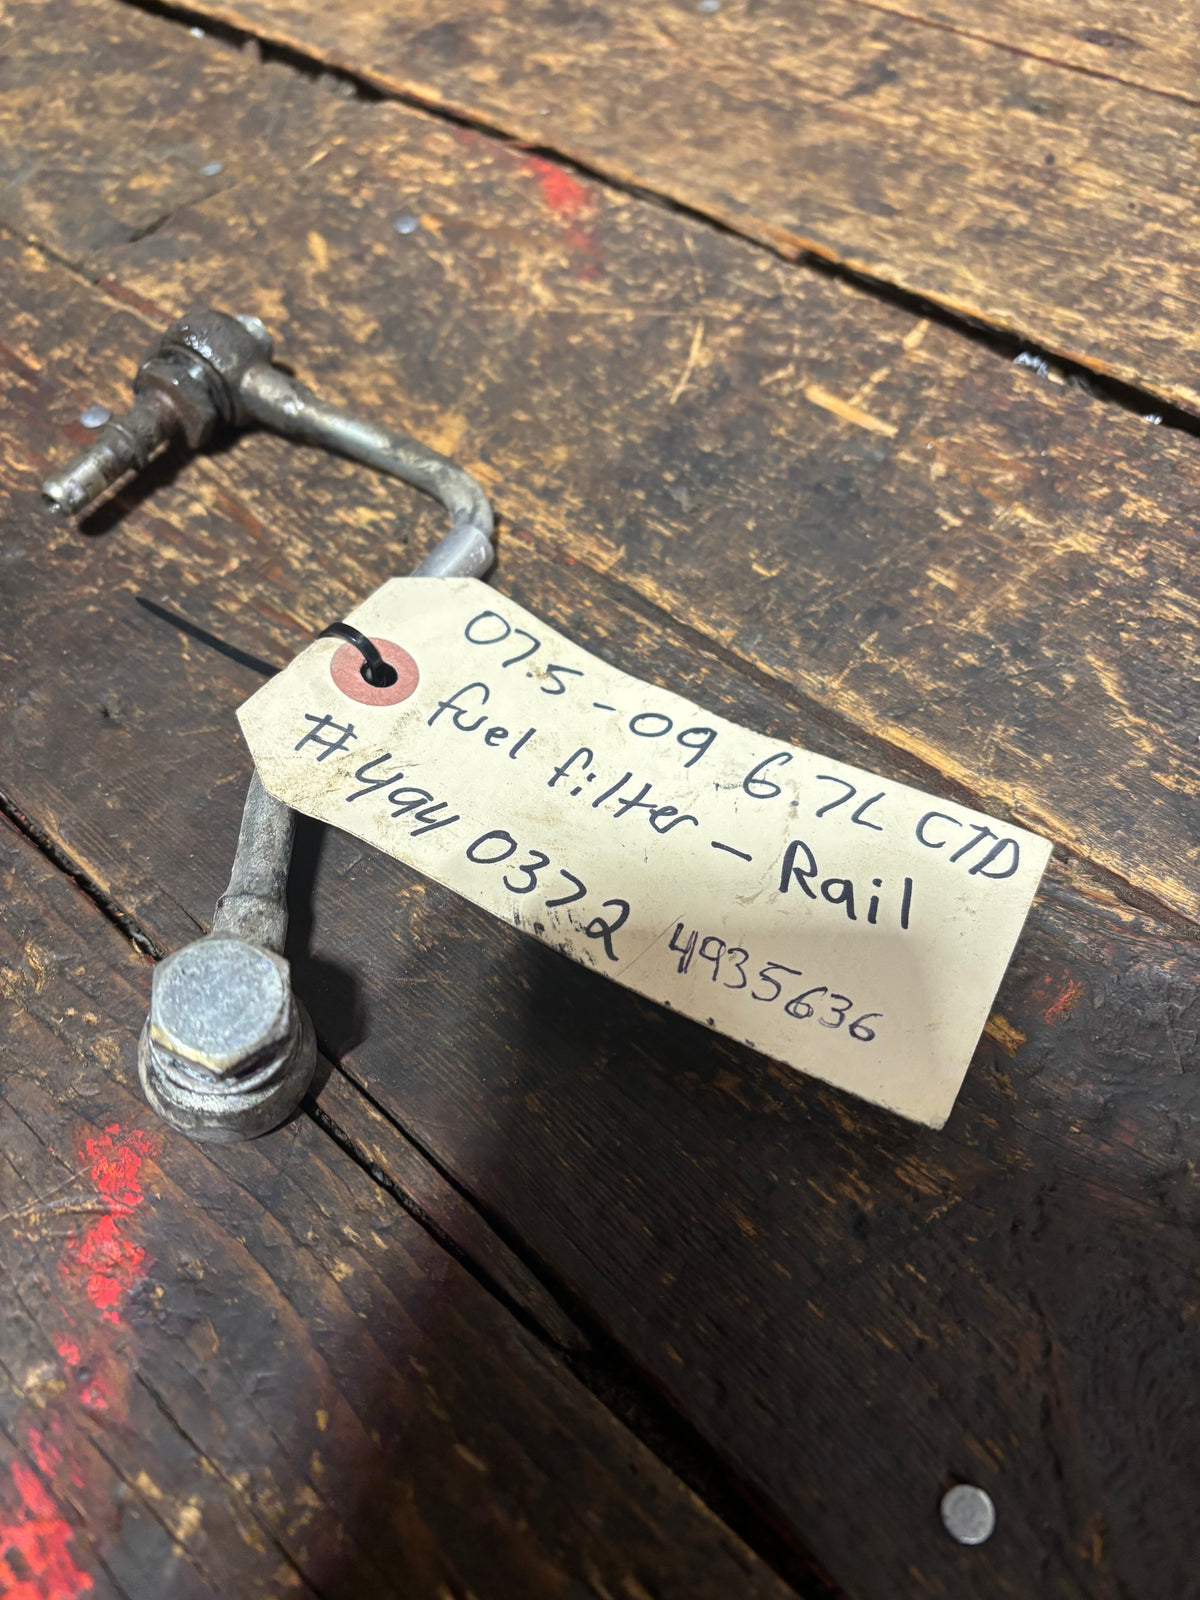 07.5-09 6.7L CTD
fuel filter - Rail
#4940372 4935636